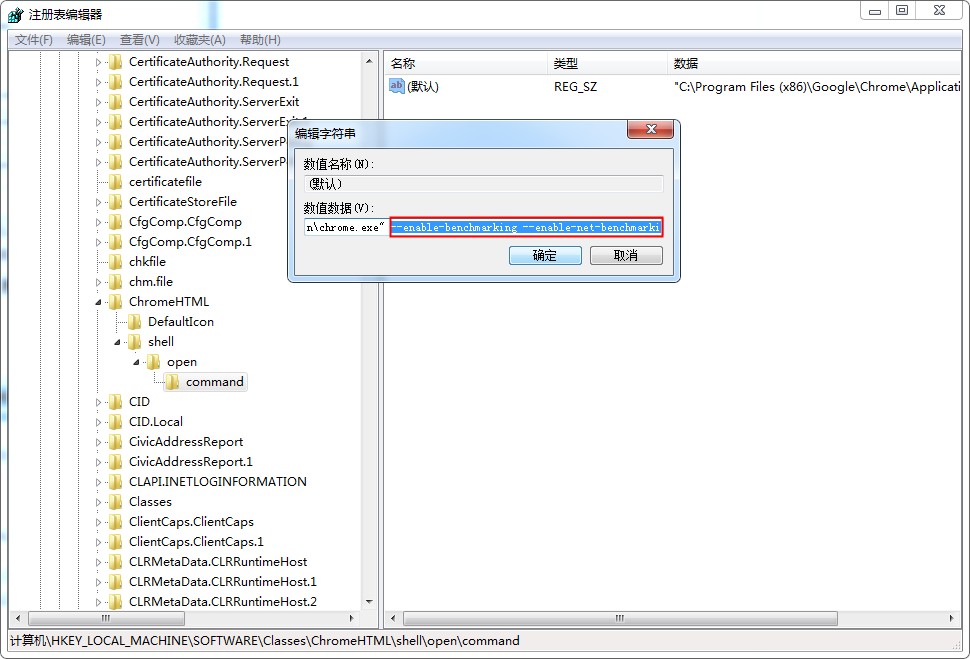 注册表编辑器
文件(F) 编辑(E) 查看(V) 收藏夹(A) 帮助(H)
CertificateAuthority.Request
CertificateAuthority.Request.1
CertificateAuthority.ServerExit
CertificateAuthority.ServerExit.1
CertificateAuthority.ServerP
CertificateAuthority.ServerP
certificatefile
CertificateStoreFile
CfgComp.CfgComp
CfgComp.CfgComp.1
chkfile
chm.file
ChromeHTML
DefaultIcon
shell
open
command
CID
CID.Local
CivicAddressReport
CivicAddressReport.1
CLAPI.INETLOGINFORMATION
Classes
ClientCaps.ClientCaps
ClientCaps.ClientCaps.1
CLRMetaData.CLRRuntimeHost
CLRMetaData.CLRRuntimeHost.1
CLRMetaData.CLRRuntimeHost.2
名称 类型 数据
(默认) REG_SZ "C:\Program Files (x86)\Google\Chrome\Applicati
编辑字符串
数值名称(N):
(默认)
数值数据(V):
n\chrome.exe" --enable-benchmarking --enable-net-benchmarki
确定 取消
计算机\HKEY_LOCAL_MACHINE\SOFTWARE\Classes\ChromeHTML\shell\open\command